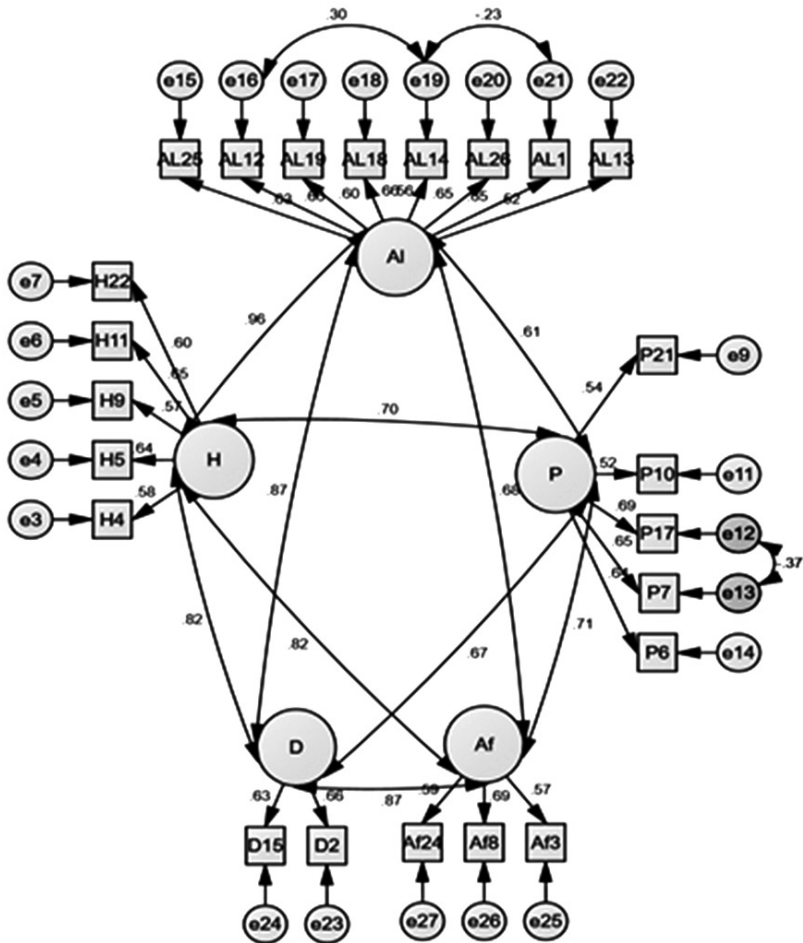 .30 -.23
e15 e16 e17 e18 e19 e20 e21 e22
AL25 AL12 AL19 AL18 AL14 AL26 AL1 AL13
.63 .60 .65 .65 .52
Al
e7 H22
.96 .61
e6 H11 .60
P21 e9
.65
.54
e5 H9 .57
.70
e4 H5 .64 H
P .52 P10 e11
.58
e3 H4
.87 .68
.69
P17 e12
.65
-.37
P7 e13
.82 .82 .67 .71
P6 e14
D Af
.63 .66 .87 .69 .57
D15 D2 Af24 Af8 Af3
e24 e23 e27 e26 e25